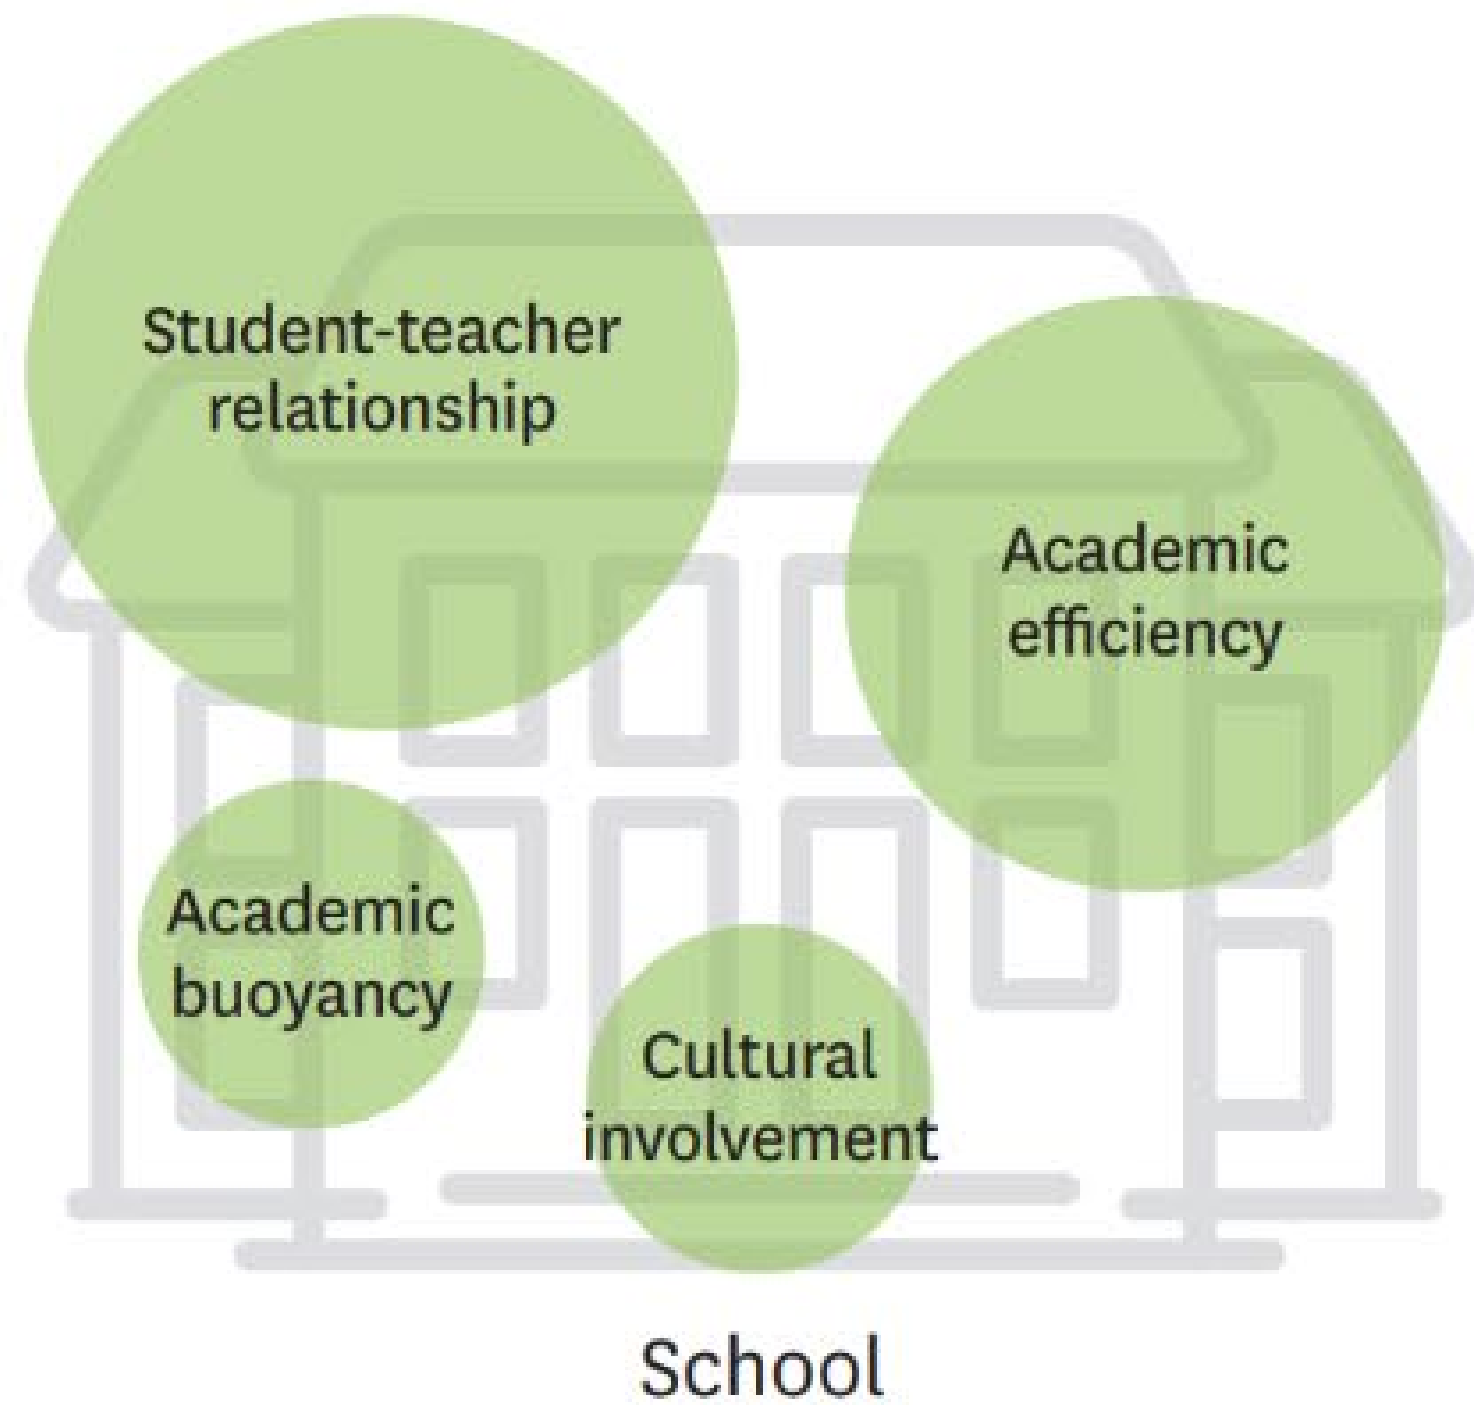 Student-teacher
relationship
Academic
efficiency
Academic
buoyancy
Cultural
involvement
School